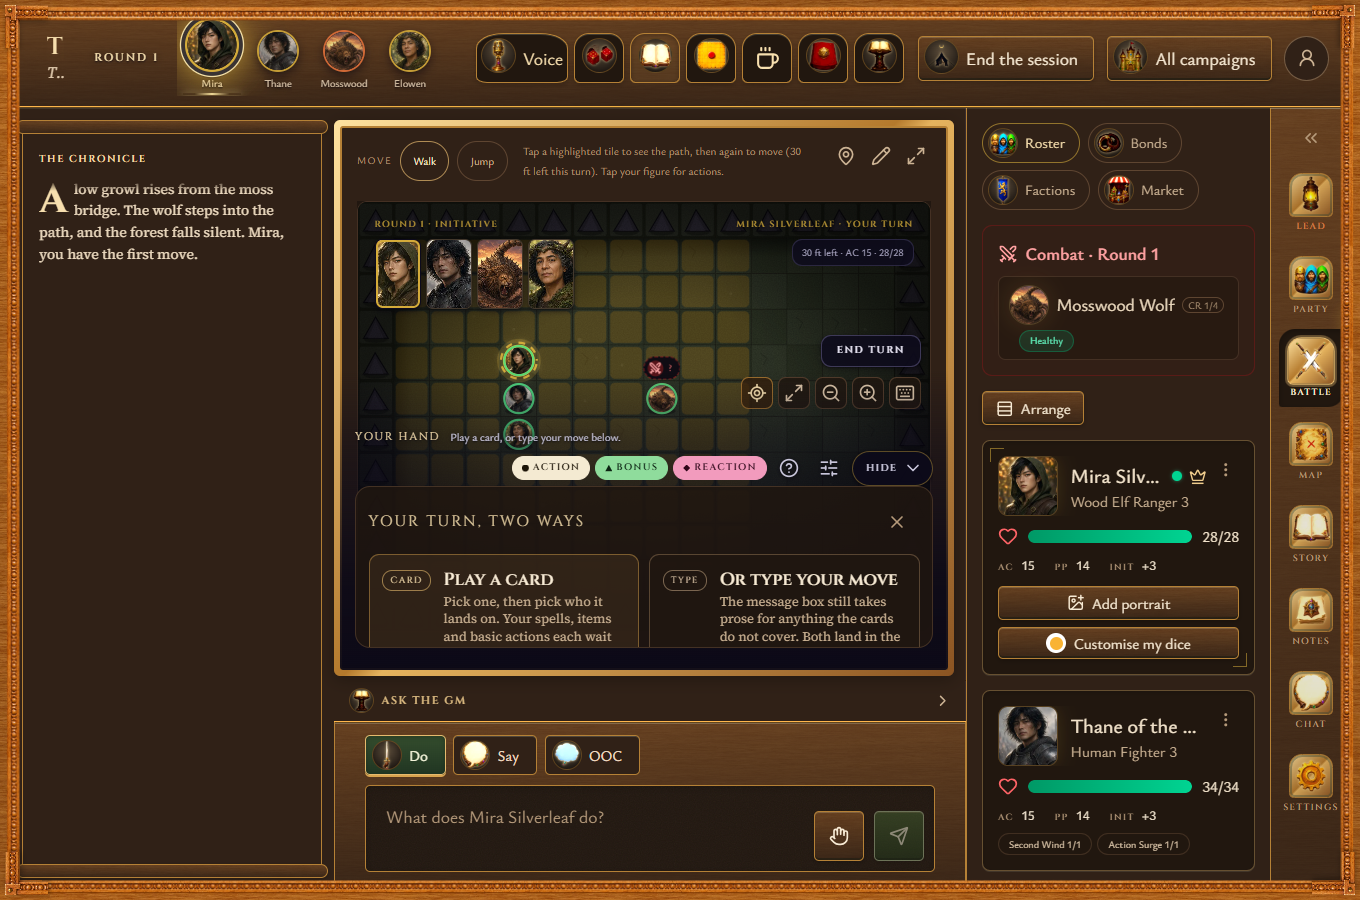 T
T..
ROUND 1
Mira
Thane
Mosswood
Elowen
Voice
End the session
All campaigns
THE CHRONICLE
A low growl rises from the moss
bridge. The wolf steps into the
path, and the forest falls silent. Mira,
you have the first move.
MOVE
Walk
Jump
Tap a highlighted tile to see the path, then again to move (30
ft left this turn). Tap your figure for actions.
ROUND 1 · INITIATIVE
MIRA SILVERLEAF · YOUR TURN
30 ft left · AC 15 · 28/28
END TURN
YOUR HAND
Play a card, or type your move below.
ACTION
BONUS
REACTION
HIDE
YOUR TURN, TWO WAYS
CARD
PLAY A CARD
Pick one, then pick who it
lands on. Your spells, items
and basic actions each wait
TYPE
OR TYPE YOUR MOVE
The message box still takes
prose for anything the cards
do not cover. Both land in the
ASK THE GM
Do
Say
OOC
What does Mira Silverleaf do?
Roster
Bonds
Factions
Market
Combat · Round 1
Mosswood Wolf
CR 1/4
Healthy
Arrange
Mira Silv...
Wood Elf Ranger 3
28/28
AC 15 PP 14 INIT +3
Add portrait
Customise my dice
Thane of the ...
Human Fighter 3
34/34
AC 15 PP 14 INIT +3
Second Wind 1/1
Action Surge 1/1
LEAD
PARTY
BATTLE
MAP
STORY
NOTES
CHAT
SETTINGS